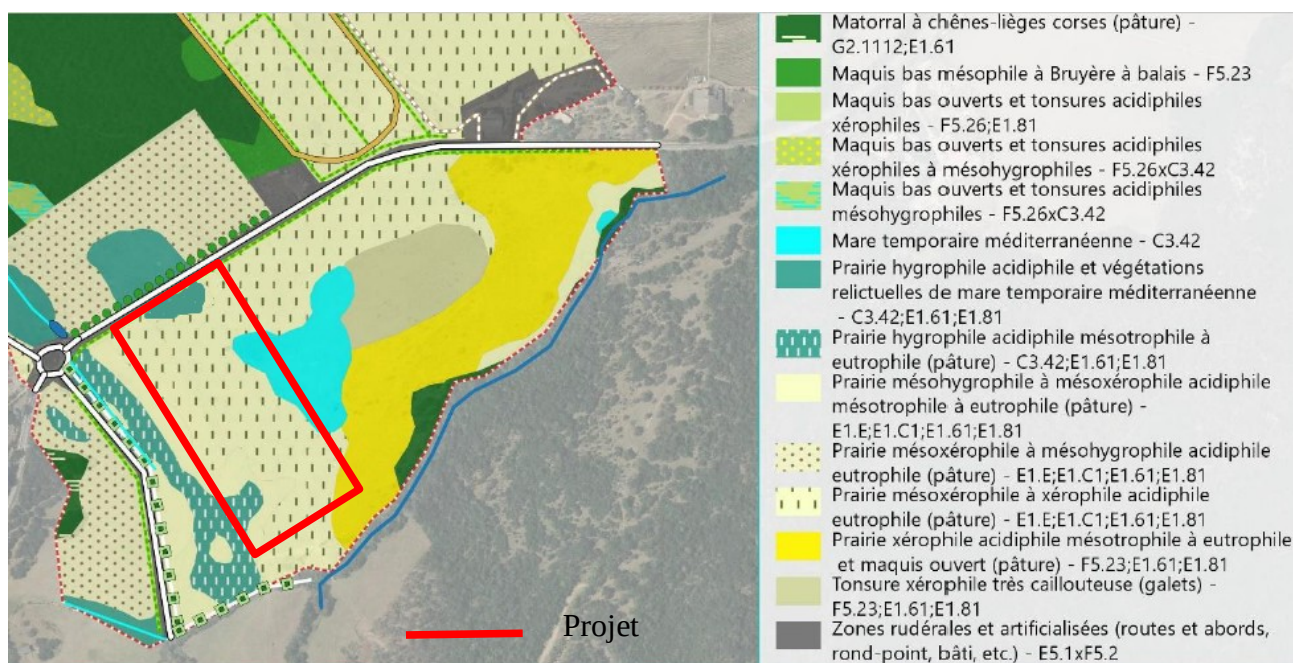 Matorral à chênes-lièges corses (pâture) -
G2.1112;E1.61
Maquis bas mésophile à Bruyère à balais - F5.23
Maquis bas ouverts et tonsures acidiphiles
xérophiles - F5.26;E1.81
Maquis bas ouverts et tonsures acidiphiles
xérophiles à mésohygrophiles - F5.26xC3.42
Maquis bas ouverts et tonsures acidiphiles
mésohygrophiles - F5.26xC3.42
Mare temporaire méditerranéenne - C3.42
Prairie hygrophile acidiphile et végétations
relictuelles de mare temporaire méditerranéenne
- C3.42;E1.61;E1.81
Prairie hygrophile acidiphile mésotrophile à
eutrophile (pâture) - C3.42;E1.61;E1.81
Prairie mésohygrophile à mésoxérophile acidiphile
mésotrophile à eutrophile (pâture) -
E1.E;E1.C1;E1.61;E1.81
Prairie mésoxérophile à mésohygrophile acidiphile
eutrophile (pâture) - E1.E;E1.C1;E1.61;E1.81
Prairie mésoxérophile à xérophile acidiphile
eutrophile (pâture) - E1.E;E1.C1;E1.61;E1.81
Prairie xérophile acidiphile mésotrophile à eutrophile
et maquis ouvert (pâture) - F5.23;E1.61;E1.81
Tonsure xérophile très caillouteuse (galets) -
F5.23;E1.61;E1.81
Zones rudérales et artificialisées (routes et abords,
rond-point, bâti, etc.) - E5.1xF5.2
Projet